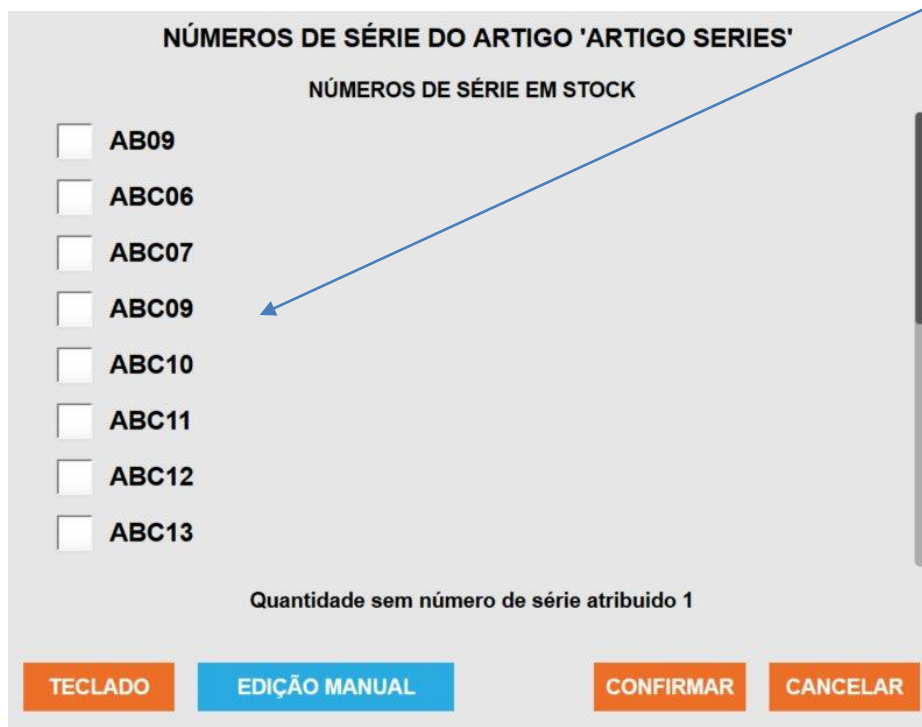 NÚMEROS DE SÉRIE DO ARTIGO 'ARTIGO SERIES'
NÚMEROS DE SÉRIE EM STOCK
AB09
ABC06
ABC07
ABC09
ABC10
ABC11
ABC12
ABC13
Quantidade sem número de série atribuido 1
TECLADO EDIÇÃO MANUAL CONFIRMAR CANCELAR